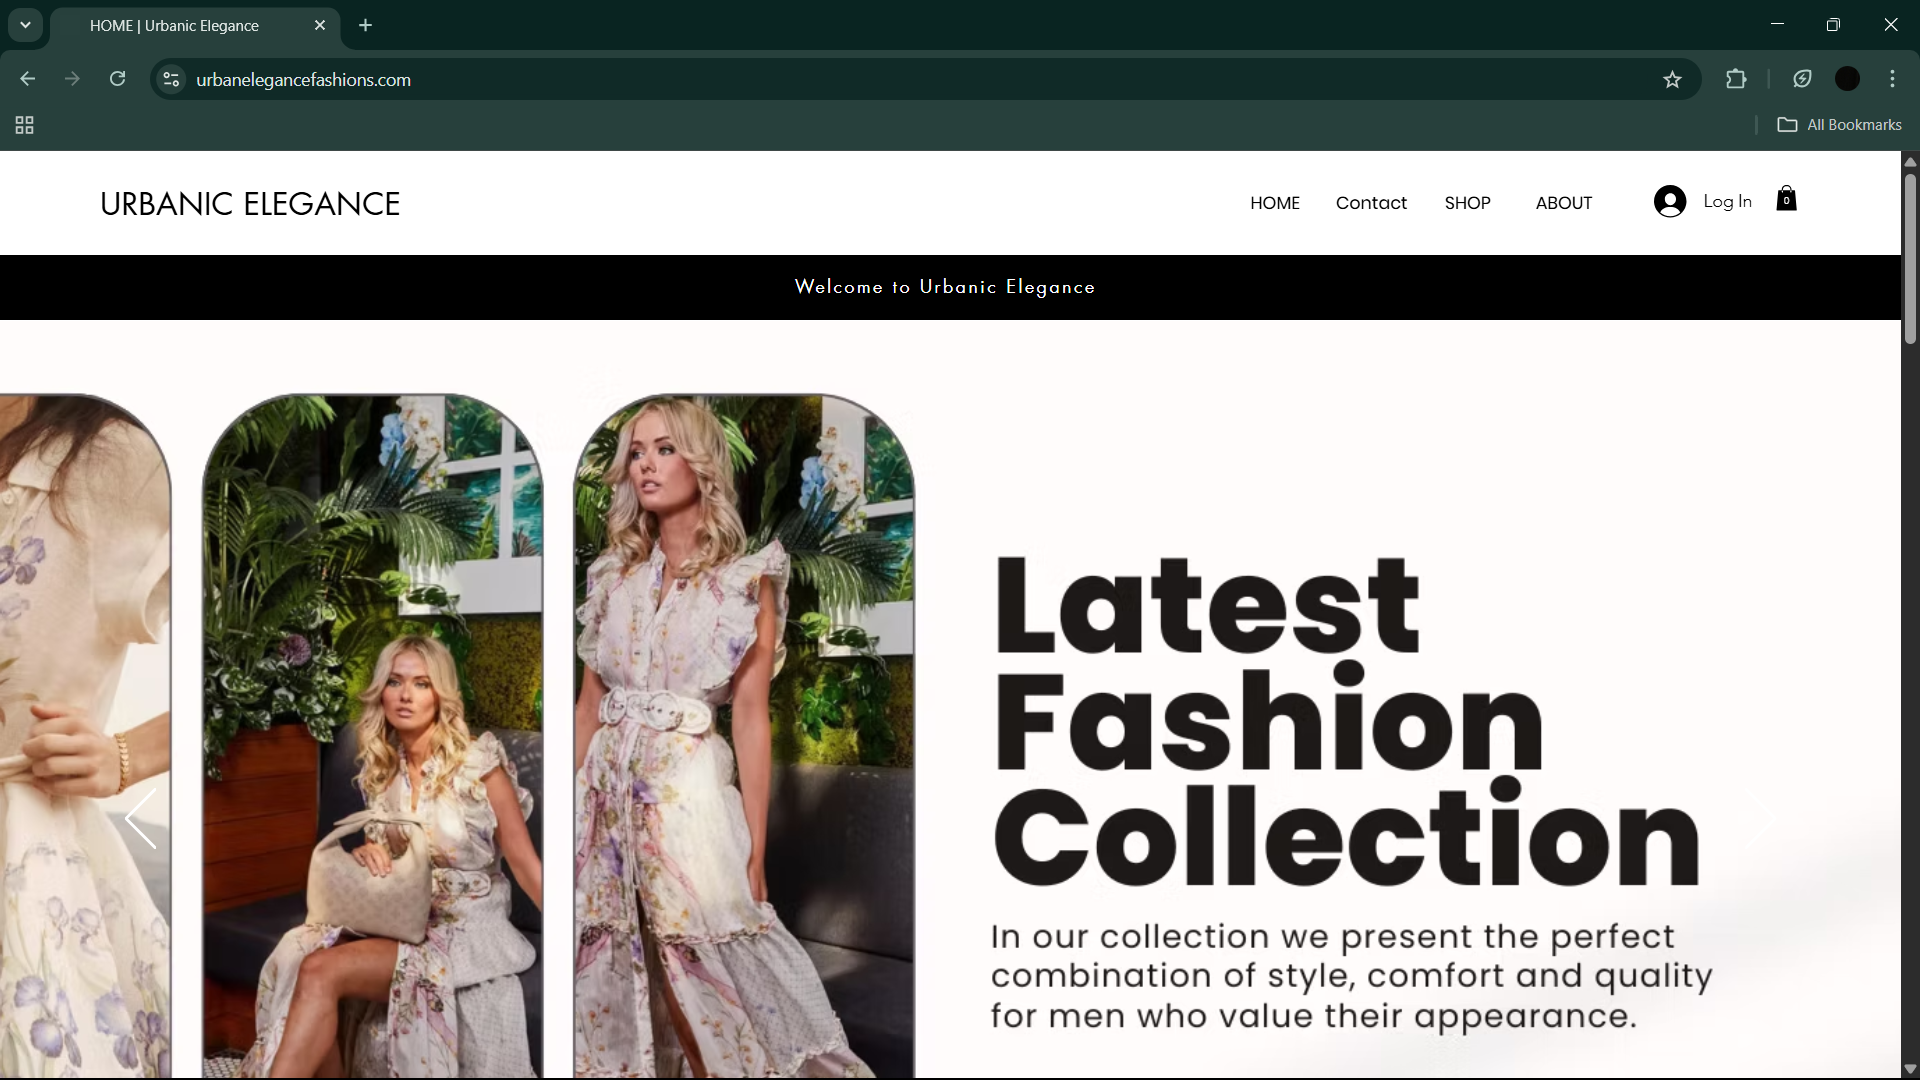 HOME | Urbanic Elegance
urbanelegancefashions.com
All Bookmarks
URBANIC ELEGANCE
HOME Contact SHOP ABOUT Log In 0
Welcome to Urbanic Elegance
Latest
Fashion
Collection
In our collection we present the perfect
combination of style, comfort and quality
for men who value their appearance.